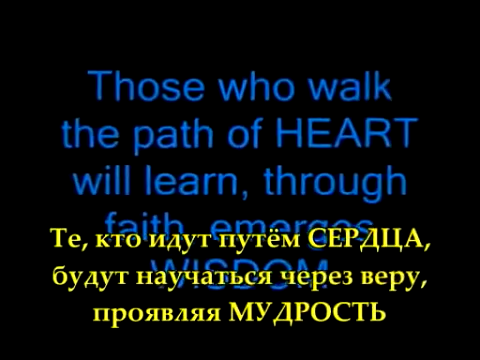 Those who walk
the path of HEART
will learn, through
faith, emerges
WISDOM
Те, кто идут путём СЕРДЦА,
будут научаться через веру,
проявляя МУДРОСТЬ